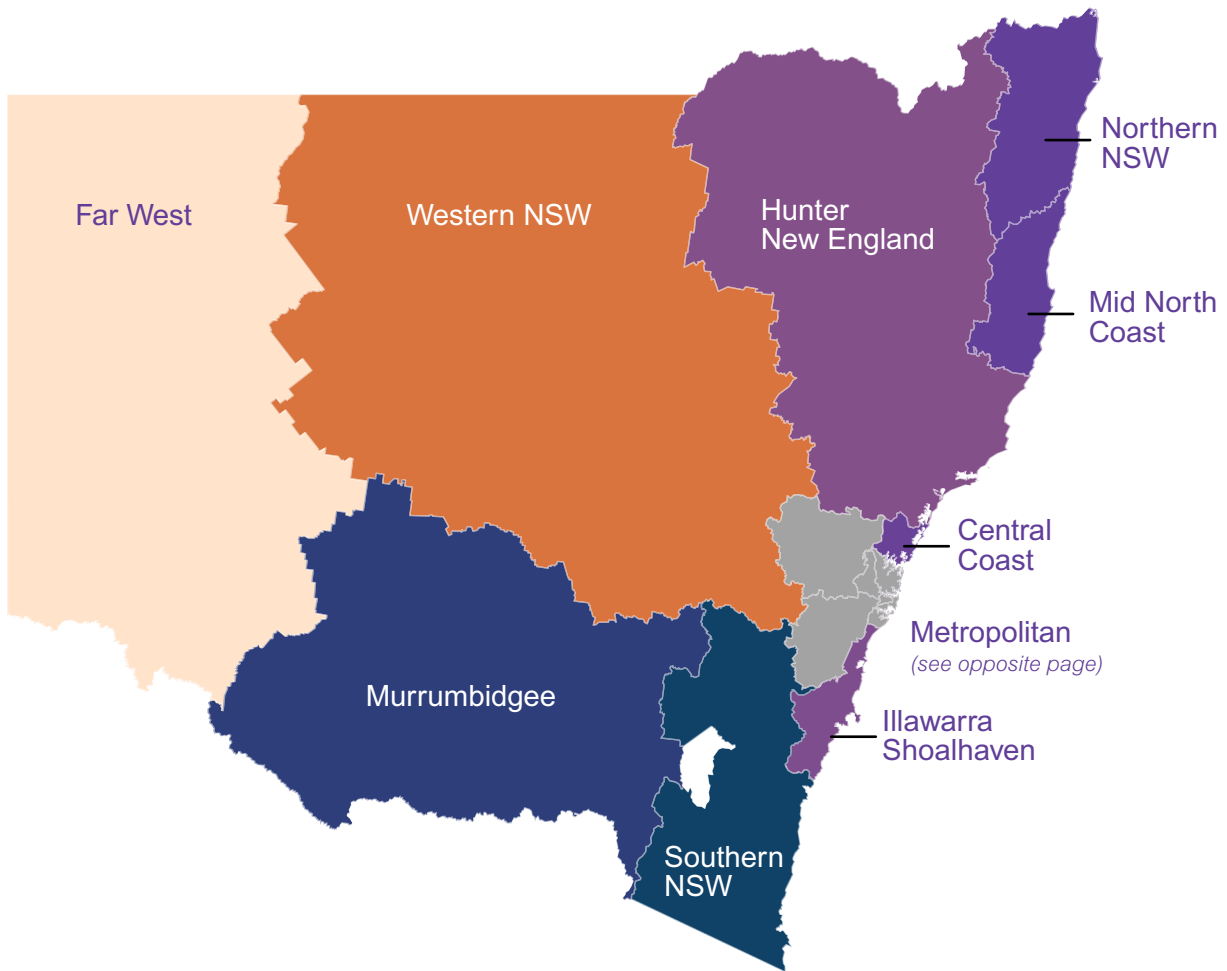 Northern
NSW
Far West
Western NSW
Hunter
New England
Mid North
Coast
Central
Coast
Metropolitan
(see opposite page)
Murrumbidgee
Illawarra
Shoalhaven
Southern
NSW